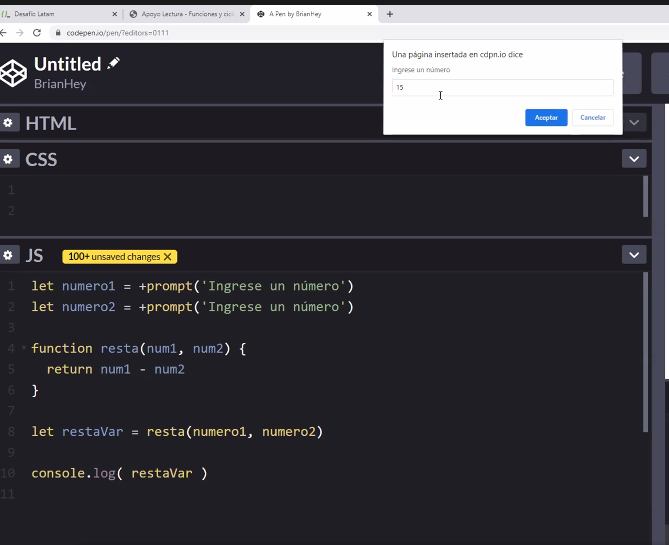 Desafío Latam
Apoyo Lectura - Funciones y cicl
A Pen by BrianHey
codepen.io/pen/?editors=0111
Una página insertada en cdpn.io dice
Ingrese un número
15
Aceptar
Cancelar
Untitled
BrianHey
HTML
CSS
1
2
JS
100+ unsaved changes X
1 let numero1 = +prompt('Ingrese un número')
2 let numero2 = +prompt('Ingrese un número')
3
4 function resta(num1, num2) {
5 return num1 - num2
6 }
7
8 let restaVar = resta(numero1, numero2)
9
10 console.log( restaVar )
11